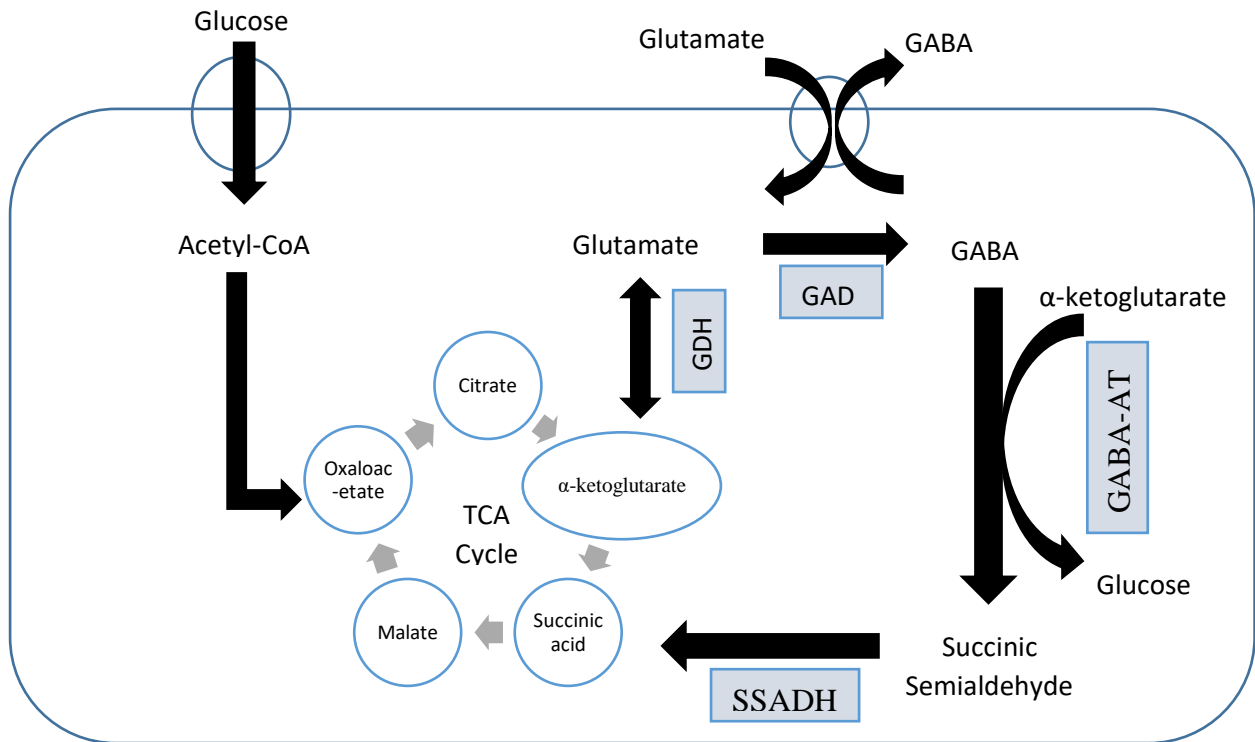 Glucose
Glutamate
GABA
Acetyl-CoA
Glutamate
GABA
GAD
α-ketoglutarate
GDH
GABA-AT
Citrate
Oxaloac
-etate
α-ketoglutarate
TCA
Cycle
Malate
Succinic
acid
Glucose
Succinic
Semialdehyde
SSADH